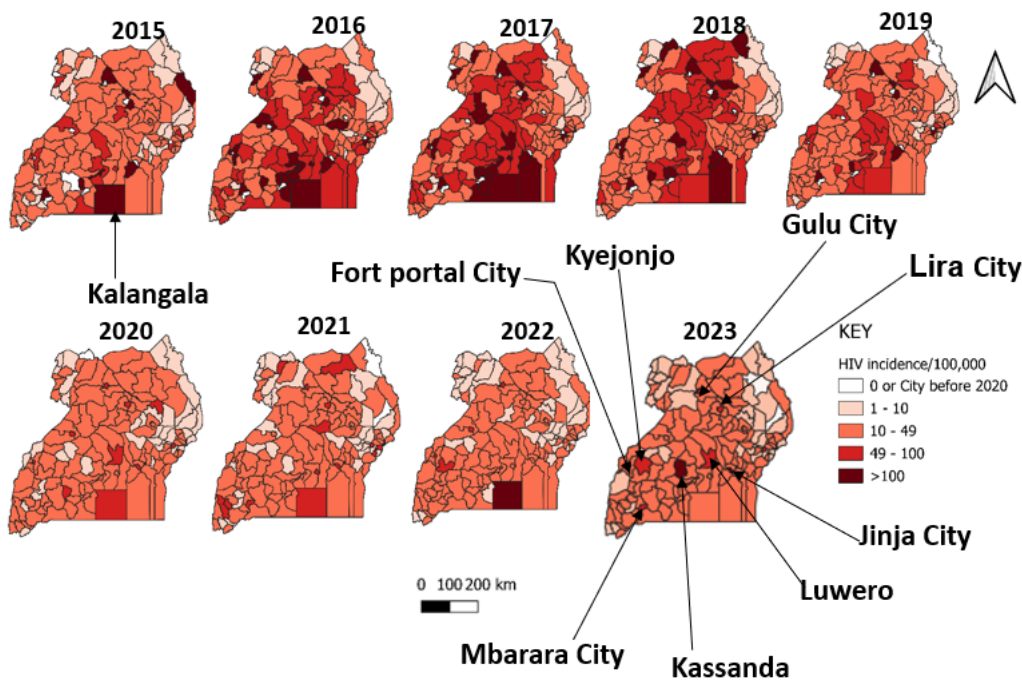 2015
2016
2017
2018
2019
Kalangala
Fort portal City
Kyejonjo
Gulu City
Lira City
2020
2021
2022
2023
KEY
HIV incidence/100,000
0 or City before 2020
1 - 10
10 - 49
49 - 100
>100
Jinja City
Luwero
Kassanda
Mbarara City
0 100 200 km